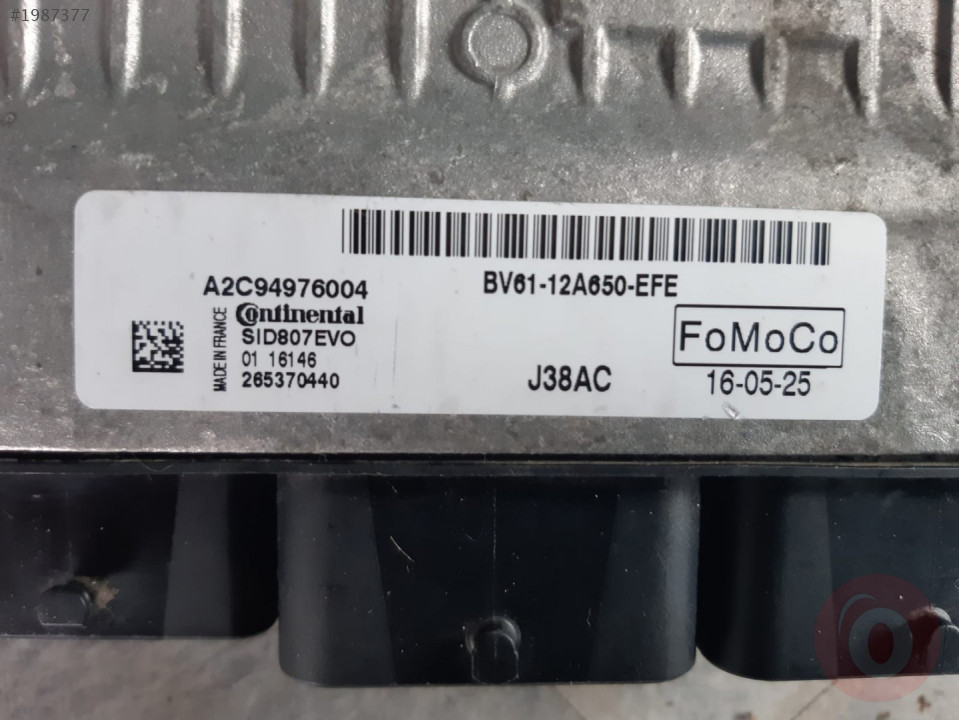 #1987377
A2C94976004
Continental
SID807EVO
01 16146
265370440
MADE IN FRANCE
BV61-12A650-EFE
FoMoCo
J38AC
16-05-25